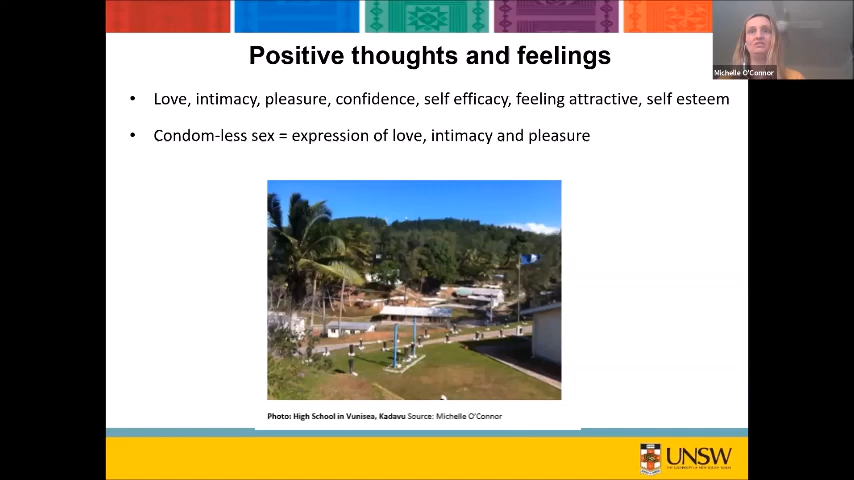 Positive thoughts and feelings
Michelle O'Connor
• Love, intimacy, pleasure, confidence, self efficacy, feeling attractive, self esteem
• Condom-less sex = expression of love, intimacy and pleasure
Photo: High School in Vunisea, Kadavu Source: Michelle O'Connor
UNSW